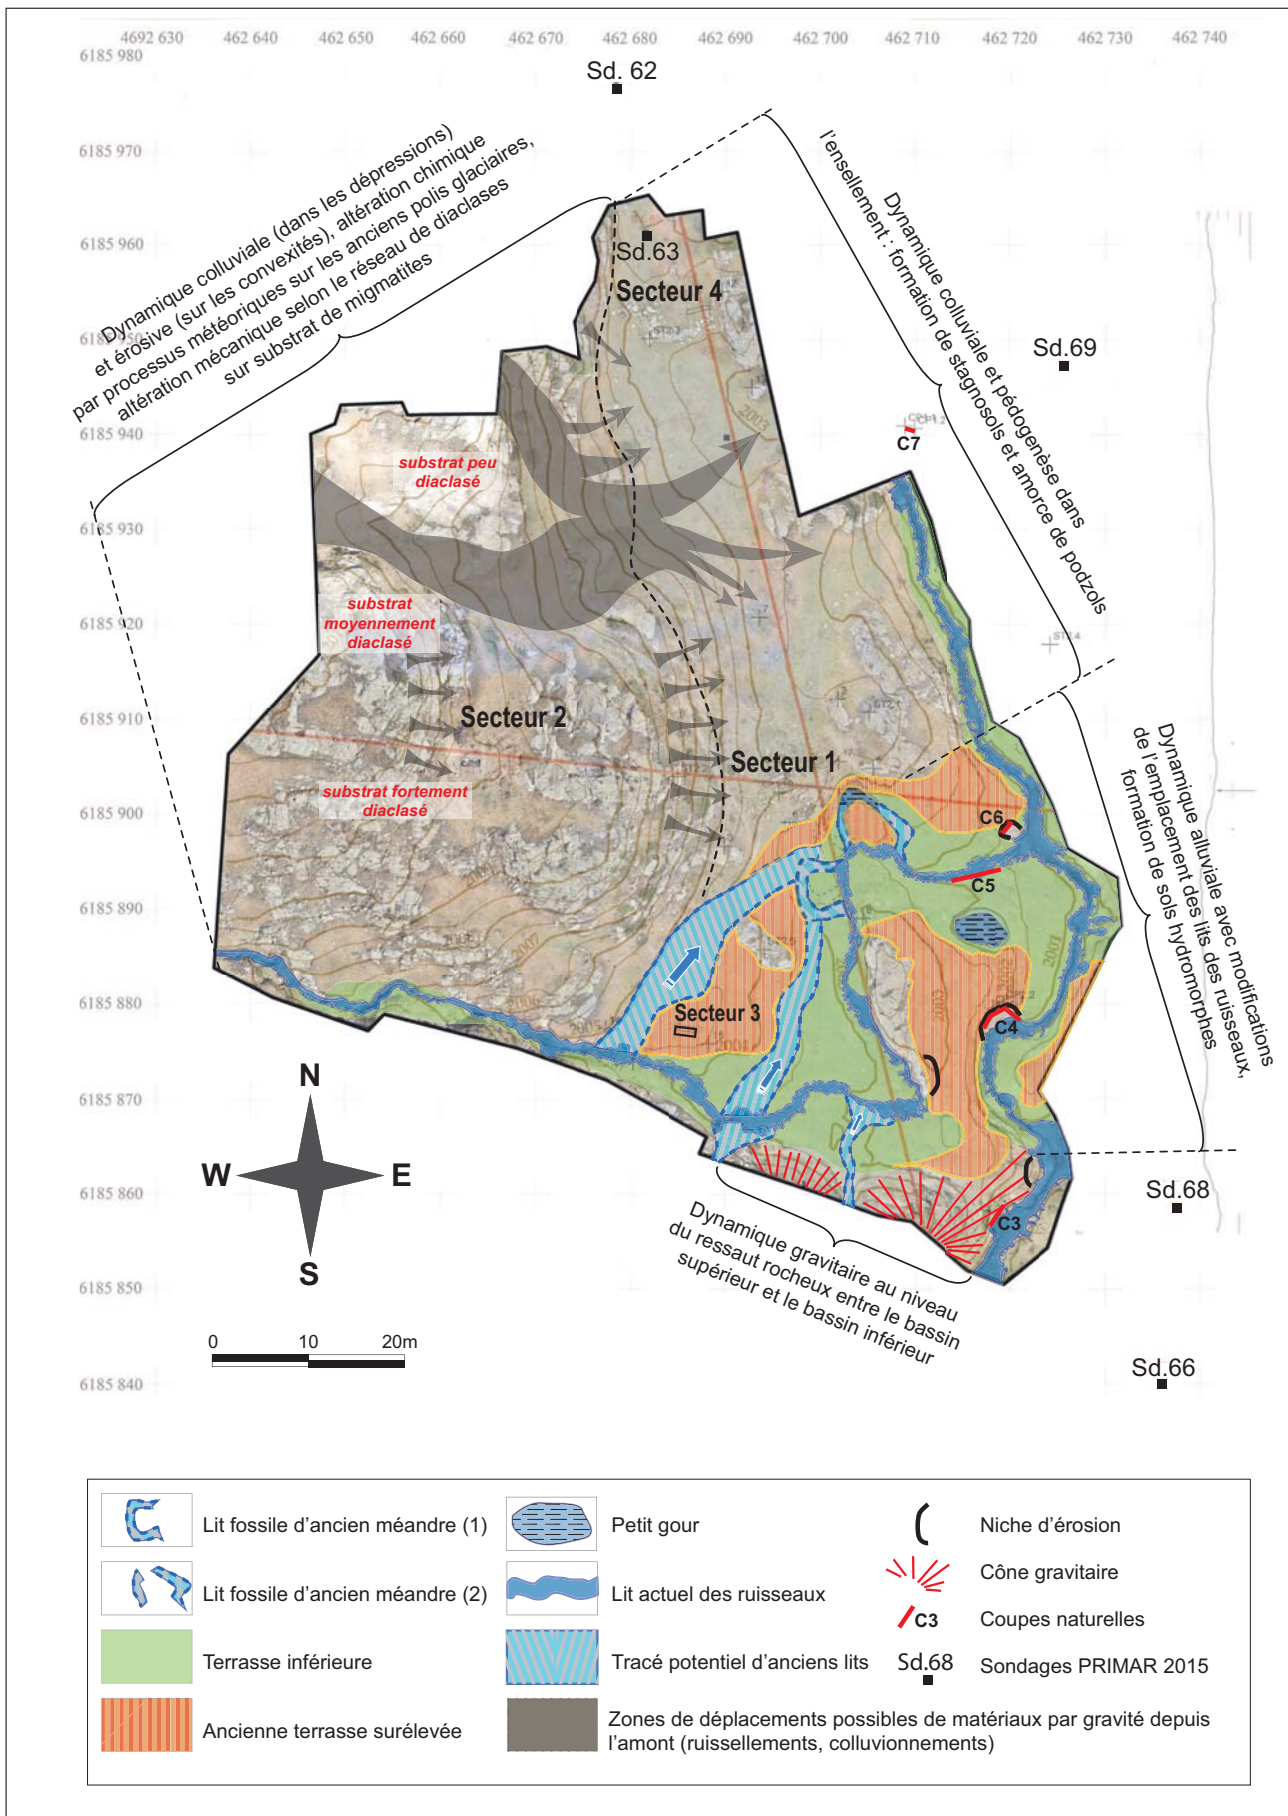 4692 630 462 640 462 650 462 660 462 670 462 680 462 690 462 700 462 710 462 720 462 730 462 740
6185 980
Sd. 62
6185 970
Dynamique colluviale (dans les dépressions)
et érosive (sur les convexités), altération chimique
par processus météoriques sur les anciens polis glaciaires,
altération mécanique selon le réseau de diaclases
sur substrat de migmatites
Dynamique colluviale et pédogenèse dans
l'ensellement : formation de stagnosols et amorce de podzols
6185 960
Sd.63
Secteur 4
6185 950
Sd.69
2003
6185 940
C7
substrat peu
diaclasé
6185 930
substrat
moyennement
diaclasé
6185 920
Secteur 2
6185 910
Secteur 1
substrat fortement
diaclasé
6185 900
C6
C5
Dynamique alluviale avec modifications
de l'emplacement des lits des ruisseaux,
formation de sols hydromorphes
6185 890
2007
2001
6185 880
Secteur 3
C4
2003
6185 870
N
W E
S
6185 860
Sd.68
C3
Dynamique gravitaire au niveau
du ressaut rocheux entre le bassin
supérieur et le bassin inférieur
6185 850
0 10 20m
6185 840
Sd.66
Lit fossile d'ancien méandre (1)
Petit gour
Niche d'érosion
Cône gravitaire
Lit fossile d'ancien méandre (2)
Lit actuel des ruisseaux
C3 Coupes naturelles
Terrasse inférieure
Tracé potentiel d'anciens lits
Sd.68 Sondages PRIMAR 2015
Ancienne terrasse surélevée
Zones de déplacements possibles de matériaux par gravité depuis
l'amont (ruissellements, colluvionnements)